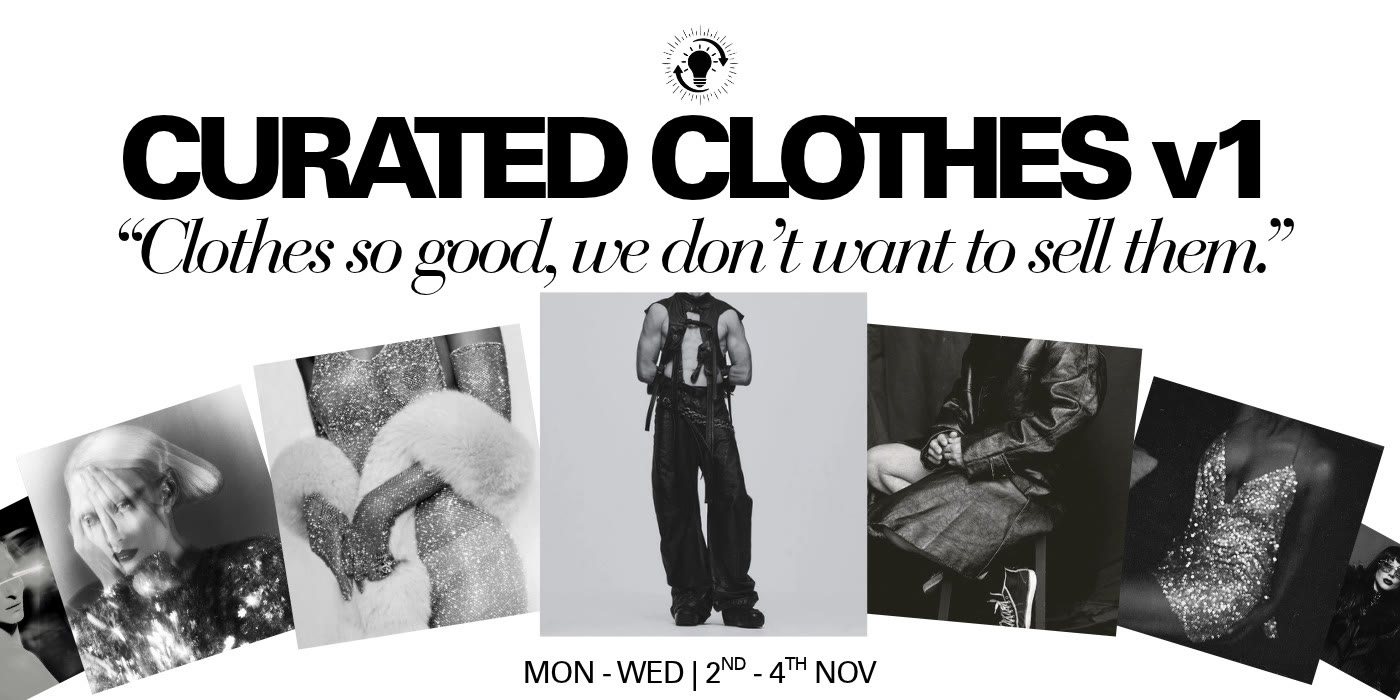 CURATED CLOTHES v1
“Clothes so good, we don’t want to sell them.”
MON - WED | 2ND - 4TH NOV